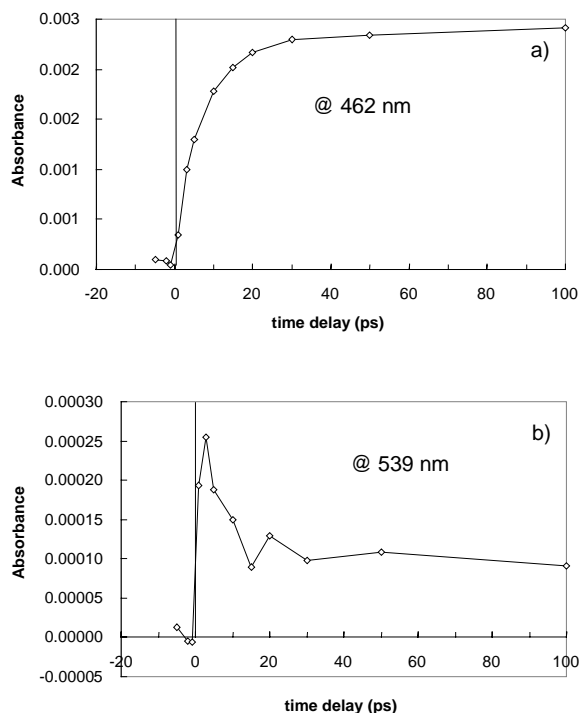 0.003
a)
0.002
@ 462 nm
0.002
Absorbance
0.001
0.001
0.000
-20 0 20 40 60 80 100
time delay (ps)
0.00030
b)
0.00025
@ 539 nm
0.00020
0.00015
Absorbance
0.00010
0.00005
0.00000
-20 0 20 40 60 80 100
-0.00005
time delay (ps)